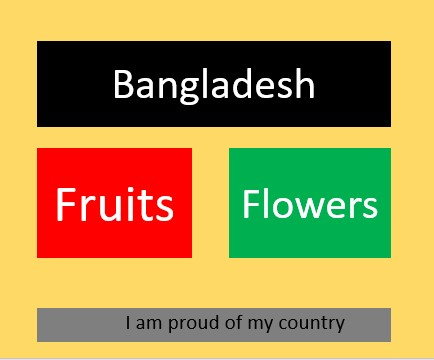 Bangladesh
Fruits
Flowers
I am proud of my country